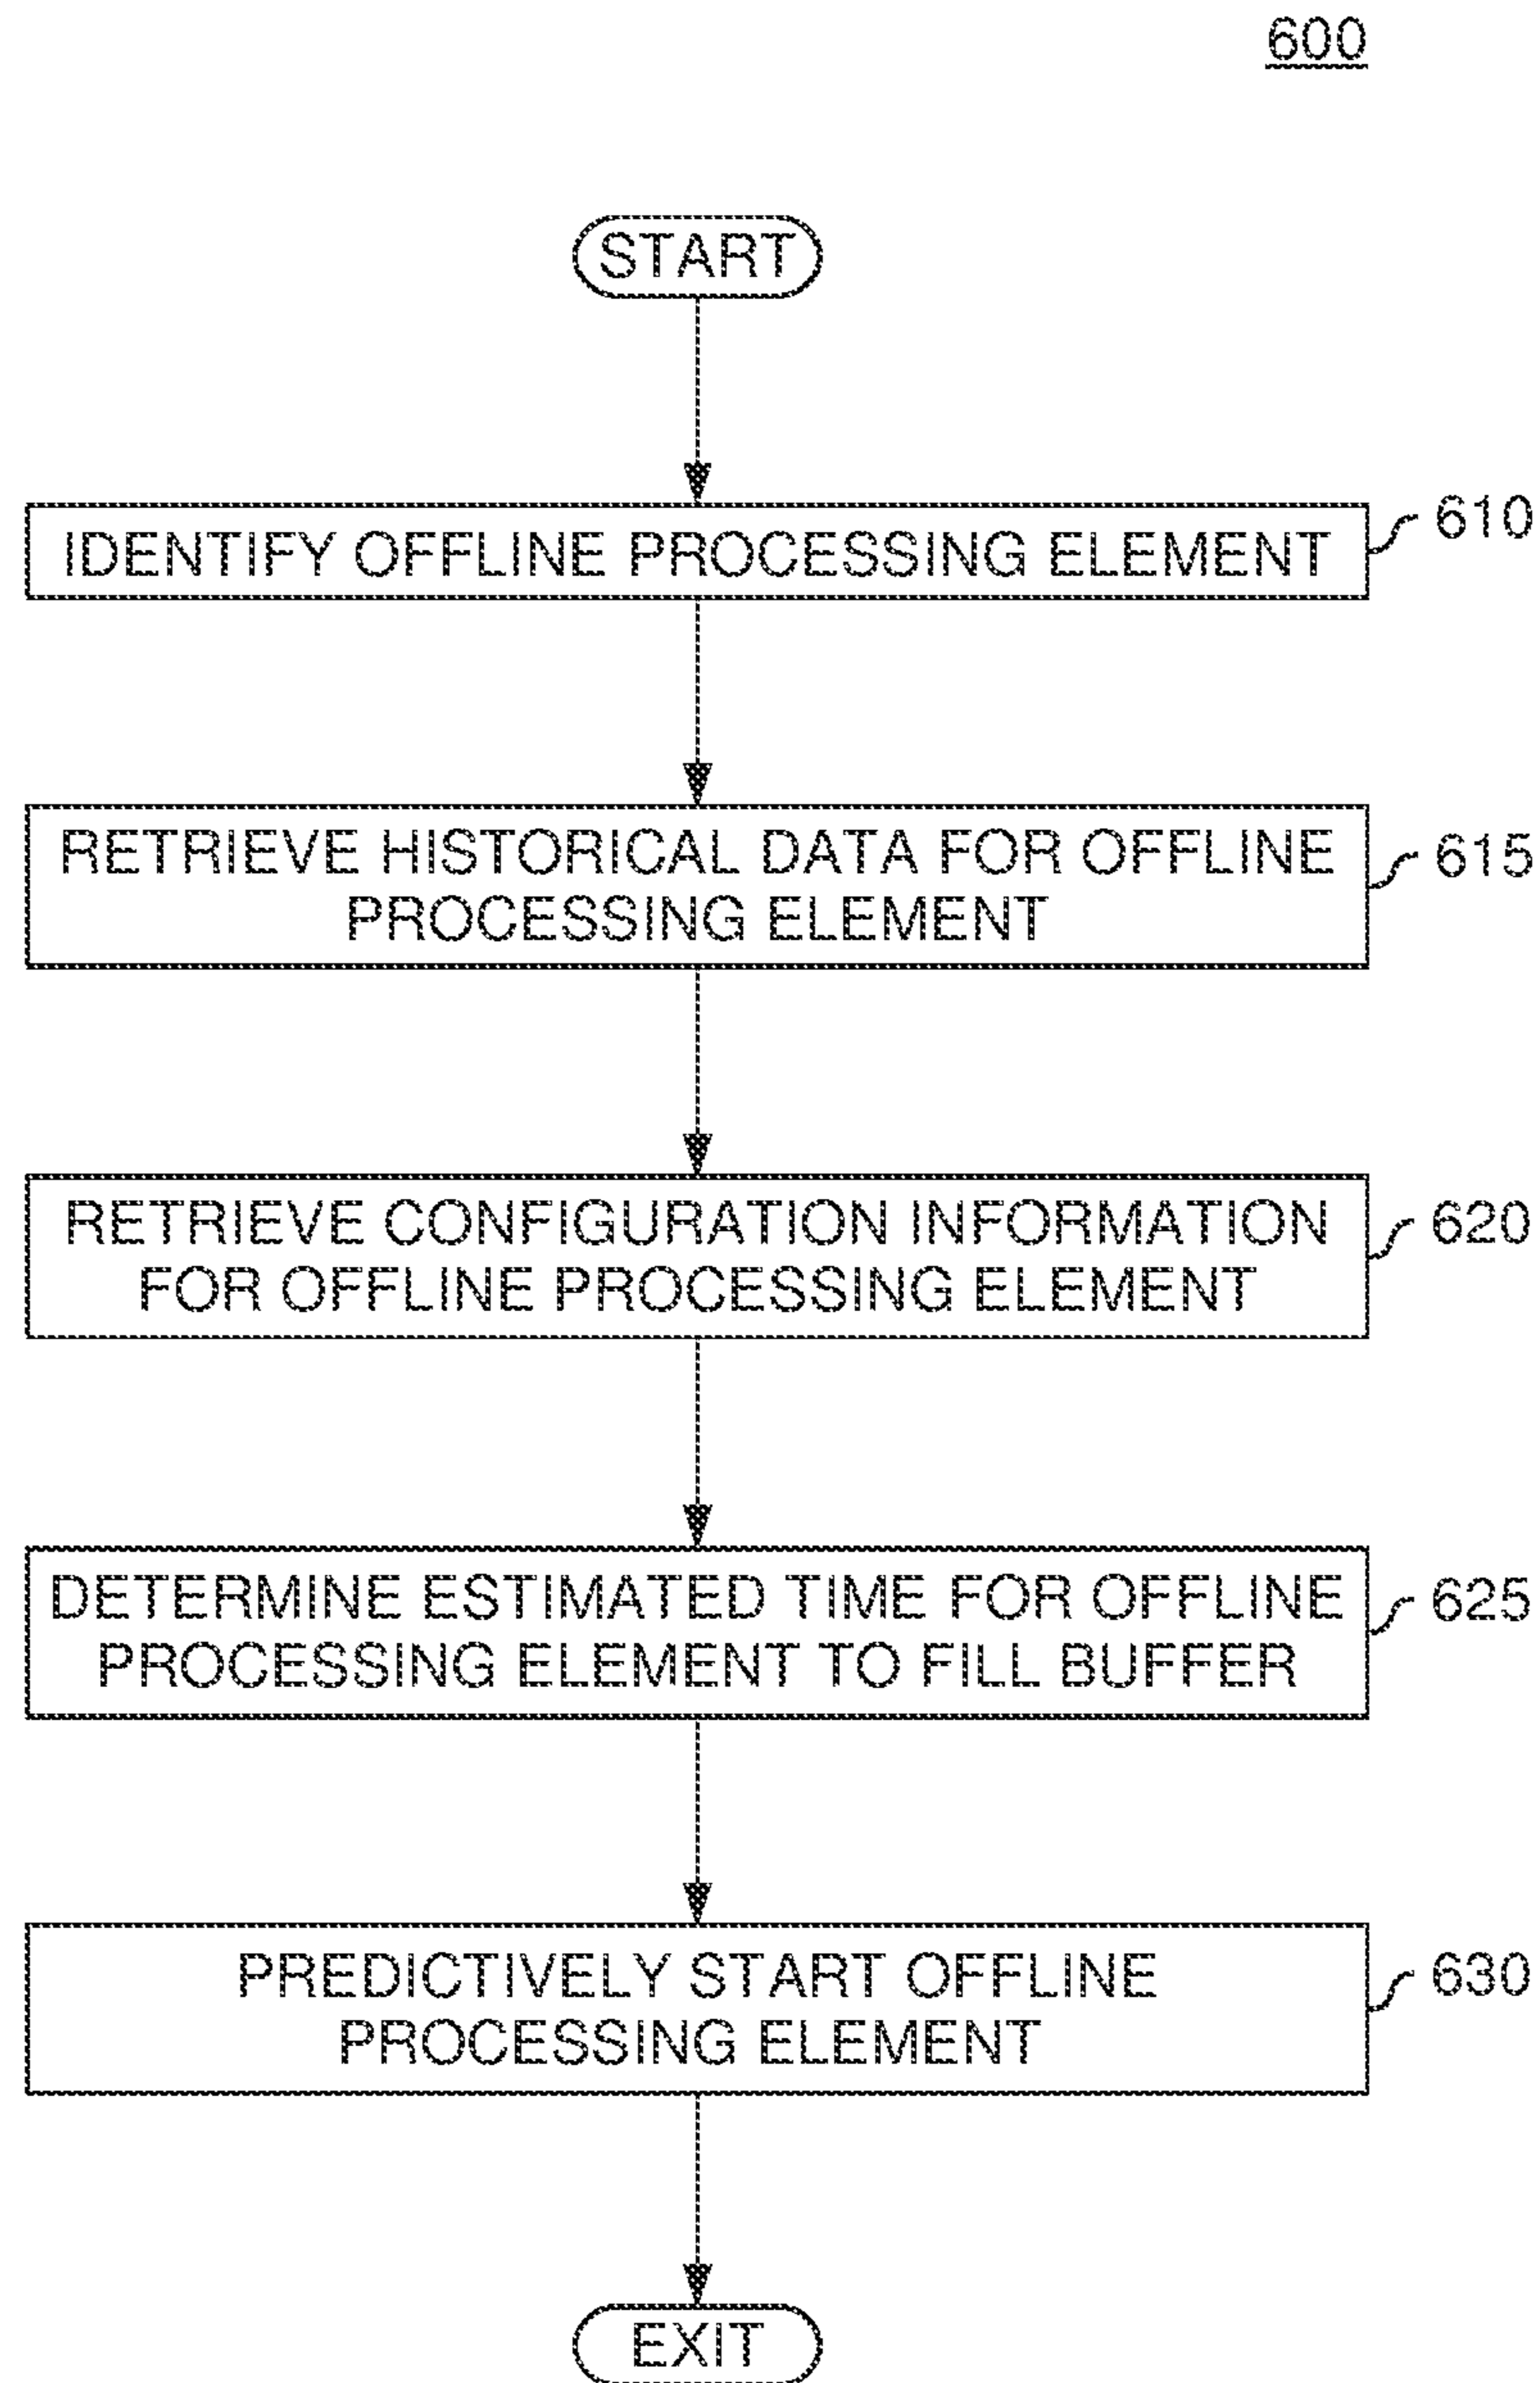 600
START
IDENTIFY OFFLINE PROCESSING ELEMENT
610
RETRIEVE HISTORICAL DATA FOR OFFLINE
PROCESSING ELEMENT
615
RETRIEVE CONFIGURATION INFORMATION
FOR OFFLINE PROCESSING ELEMENT
620
DETERMINE ESTIMATED TIME FOR OFFLINE
PROCESSING ELEMENT TO FILL BUFFER
625
PREDICTIVELY START OFFLINE
PROCESSING ELEMENT
630
EXIT